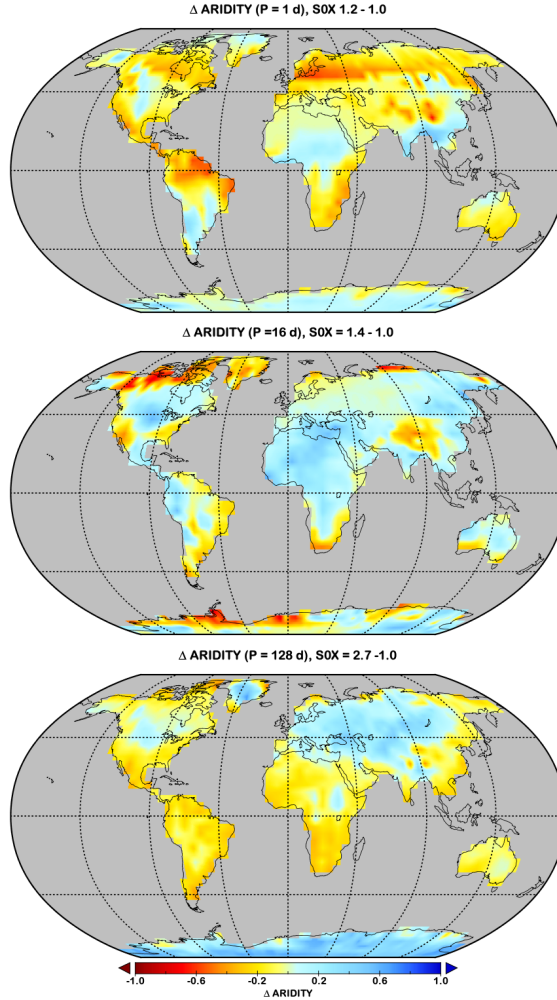 Δ ARIDITY (P = 1 d), S0X 1.2 - 1.0
Δ ARIDITY (P =16 d), S0X = 1.4 - 1.0
Δ ARIDITY (P = 128 d), S0X = 2.7 -1.0
-1.0 -0.6 -0.2 0.2 0.6 1.0
Δ ARIDITY